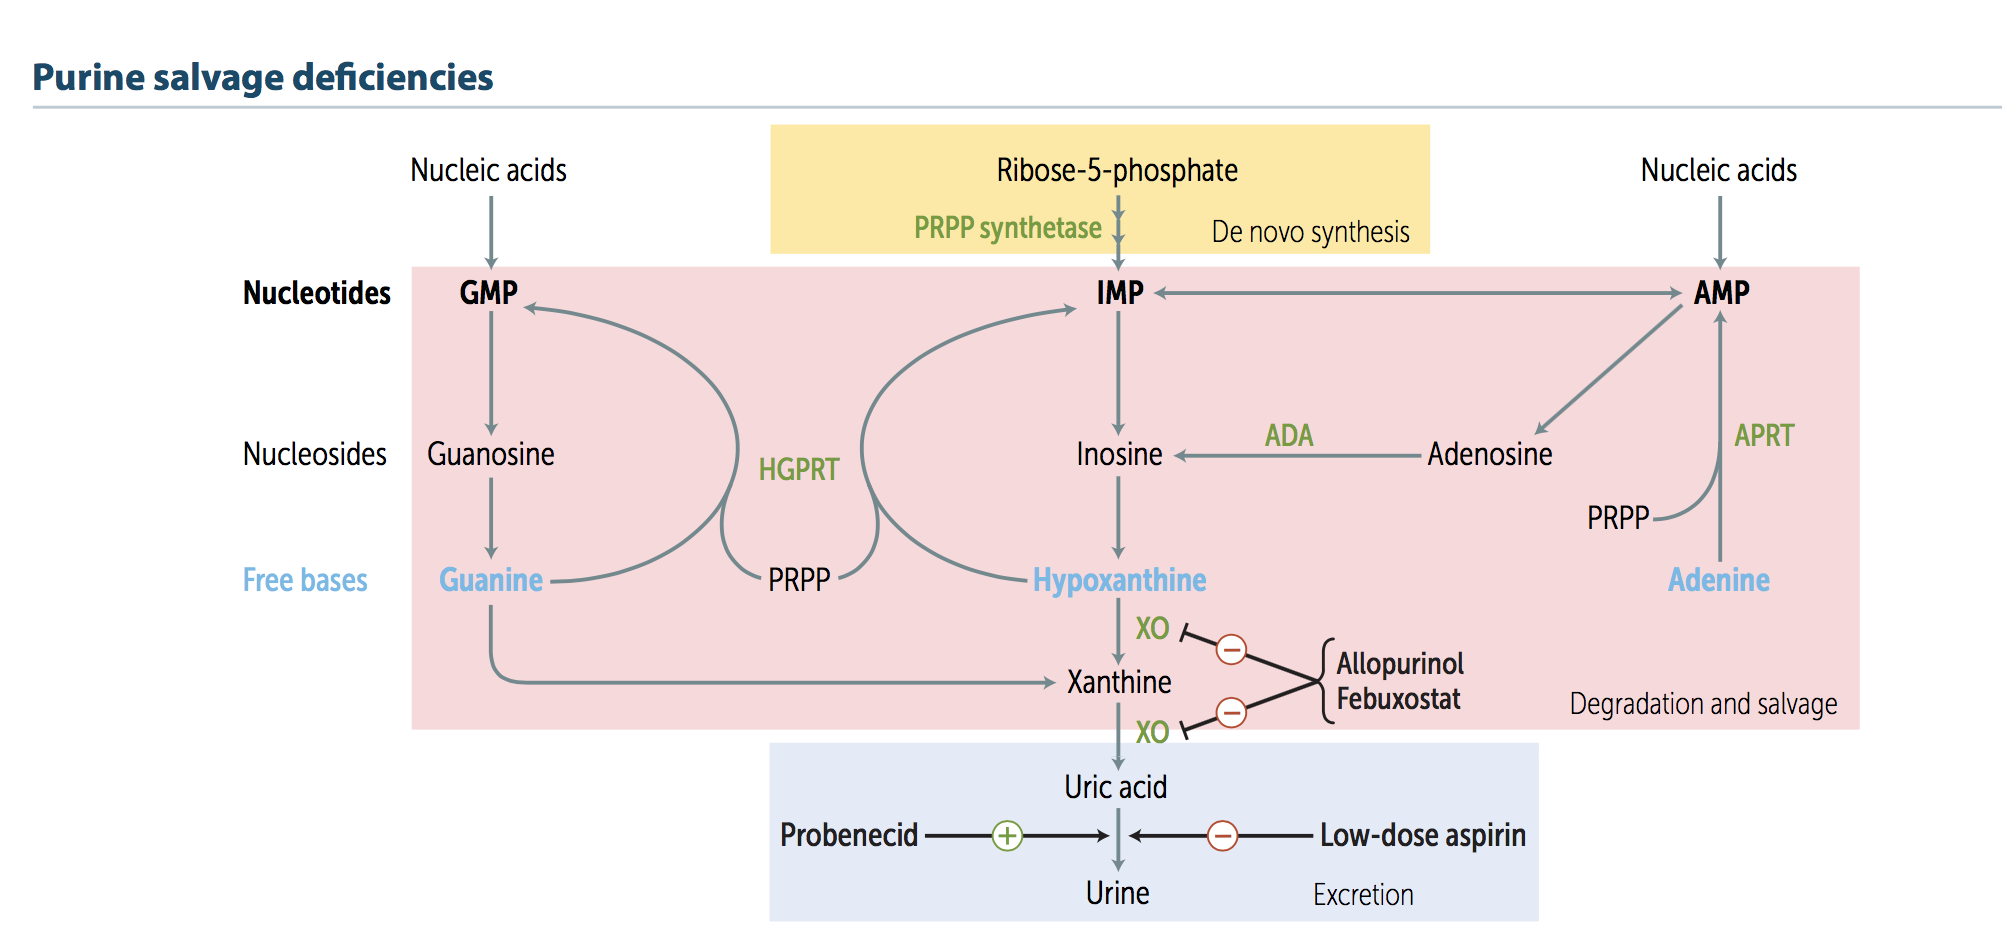 Purine salvage deficiencies
Nucleic acids
Ribose-5-phosphate
Nucleic acids
PRPP synthetase
De novo synthesis
Nucleotides
GMP
IMP
AMP
Nucleosides
Guanosine
HGPRT
Inosine
ADA
Adenosine
APRT
PRPP
Free bases
Guanine
PRPP
Hypoxanthine
Adenine
XO
−
Allopurinol
Febuxostat
Xanthine
−
XO
Degradation and salvage
Uric acid
Probenecid
+
−
Low-dose aspirin
Urine
Excretion